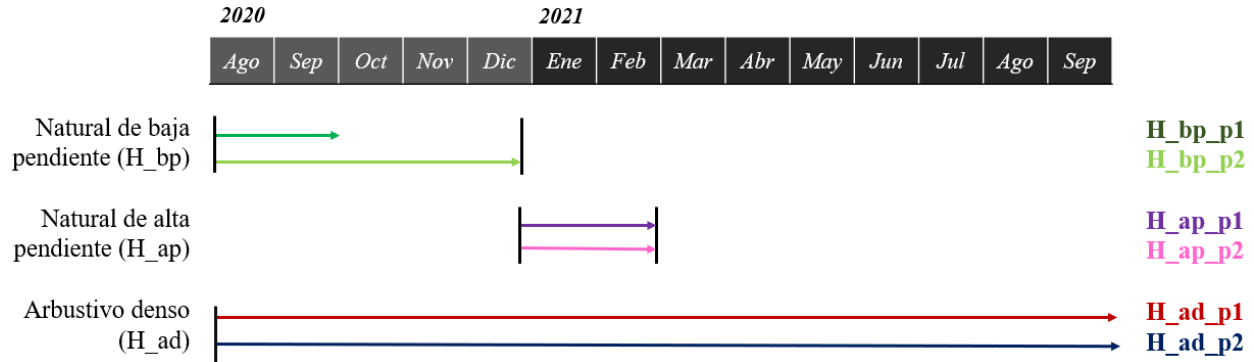 2020 2021
Ago Sep Oct Nov Dic Ene Feb Mar Abr May Jun Jul Ago Sep
Natural de baja
pendiente (H_bp)
H_bp_p1
H_bp_p2
Natural de alta
pendiente (H_ap)
H_ap_p1
H_ap_p2
Arbustivo denso
(H_ad)
H_ad_p1
H_ad_p2